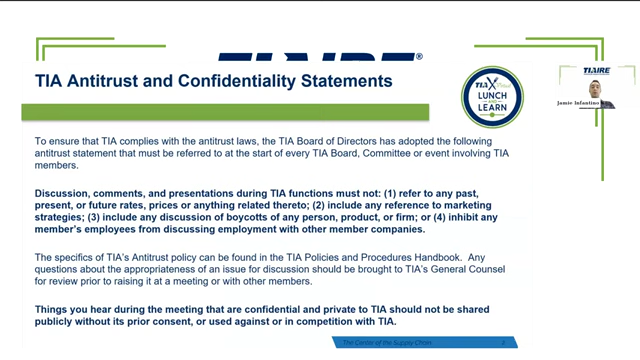 TIAIRE®
TIA Antitrust and Confidentiality Statements
TIA
LUNCH
AND
LEARN
TIAIRE
Jamie Infantino
To ensure that TIA complies with the antitrust laws, the TIA Board of Directors has adopted the following
antitrust statement that must be referred to at the start of every TIA Board, Committee or event involving TIA
members.
Discussion, comments, and presentations during TIA functions must not: (1) refer to any past,
present, or future rates, prices or anything related thereto; (2) include any reference to marketing
strategies; (3) include any discussion of boycotts of any person, product, or firm; or (4) inhibit any
member's employees from discussing employment with other member companies.
The specifics of TIA's Antitrust policy can be found in the TIA Policies and Procedures Handbook. Any
questions about the appropriateness of an issue for discussion should be brought to TIA's General Counsel
for review prior to raising it at a meeting or with other members.
Things you hear during the meeting that are confidential and private to TIA should not be shared
publicly without its prior consent, or used against or in competition with TIA.
The Center of the Supply Chain
2